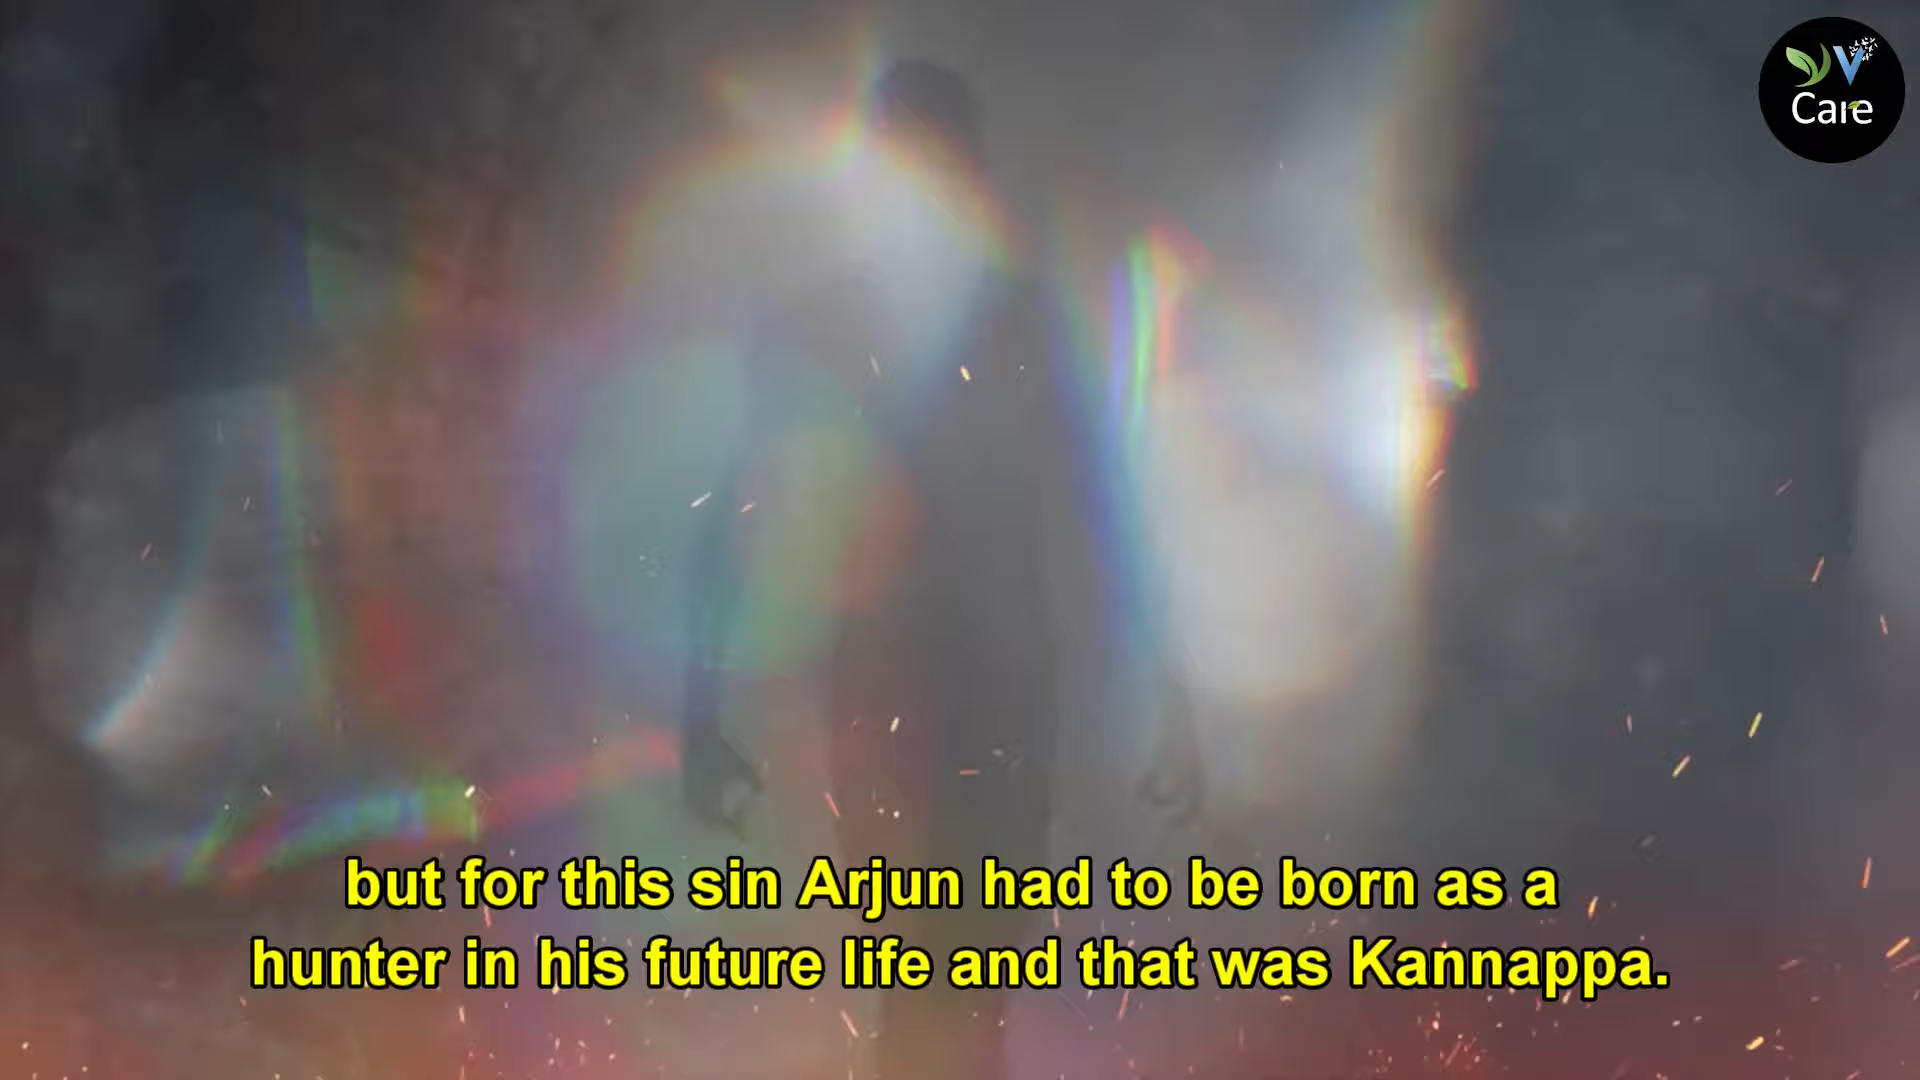 V
Care
but for this sin Arjun had to be born as a
hunter in his future life and that was Kannappa.